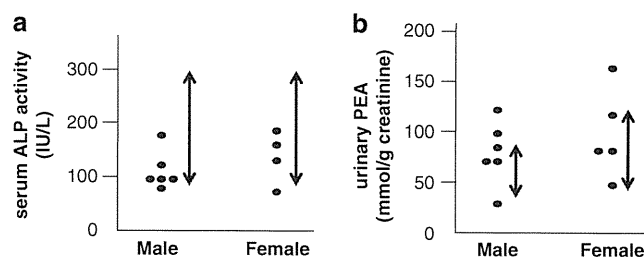 a
serum ALP activity
(IU/L)
300
200
100
0
Male
Female
b
urinary PEA
(mmol/g creatinine)
200
150
100
50
0
Male
Female